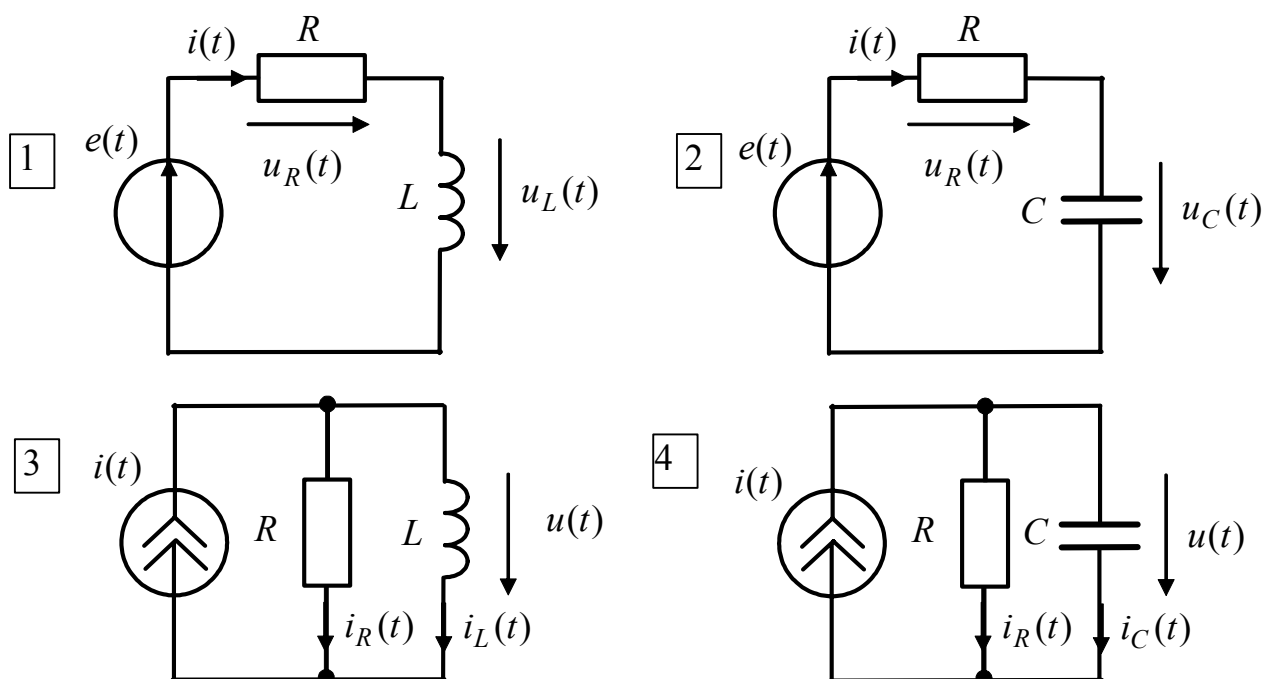 1
i(t)
R
e(t)
u_R(t)
L
u_L(t)
2
i(t)
R
e(t)
u_R(t)
C
u_C(t)
3
i(t)
R
L
u(t)
i_R(t)
i_L(t)
4
i(t)
R
C
u(t)
i_R(t)
i_C(t)